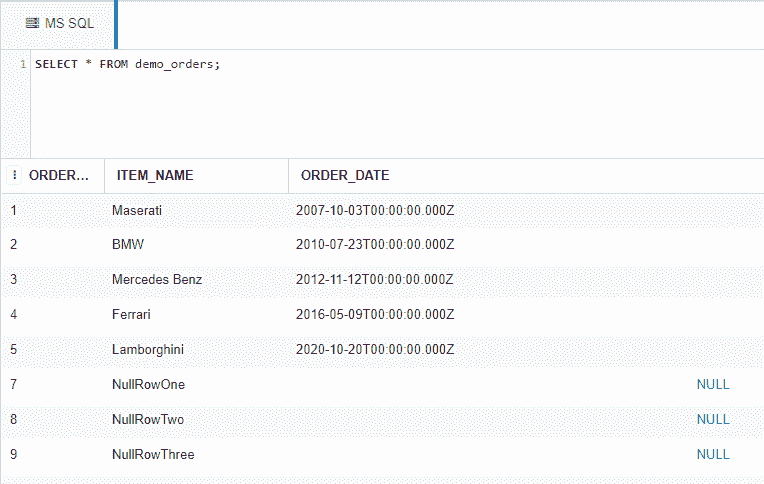 MS SQL
1 SELECT * FROM demo_orders;
ORDER... ITEM_NAME ORDER_DATE
1 Maserati 2007-10-03T00:00:00.000Z
2 BMW 2010-07-23T00:00:00.000Z
3 Mercedes Benz 2012-11-12T00:00:00.000Z
4 Ferrari 2016-05-09T00:00:00.000Z
5 Lamborghini 2020-10-20T00:00:00.000Z
7 NullRowOne NULL
8 NullRowTwo NULL
9 NullRowThree NULL